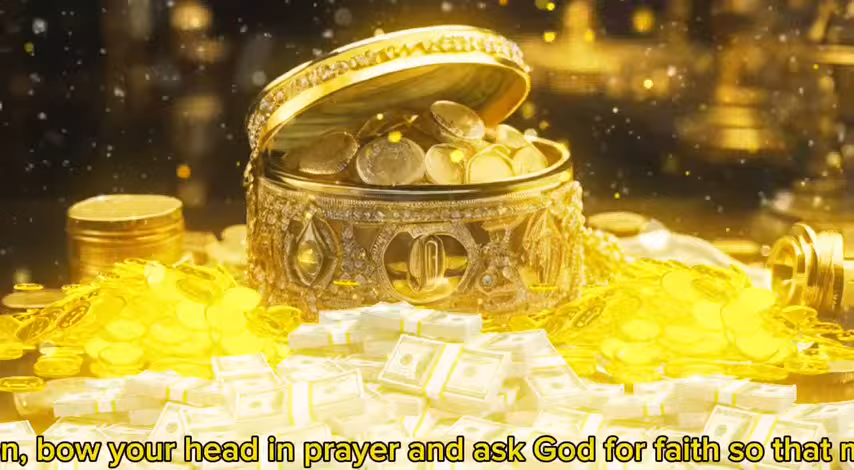 n, bow your head in prayer and ask God for faith so that